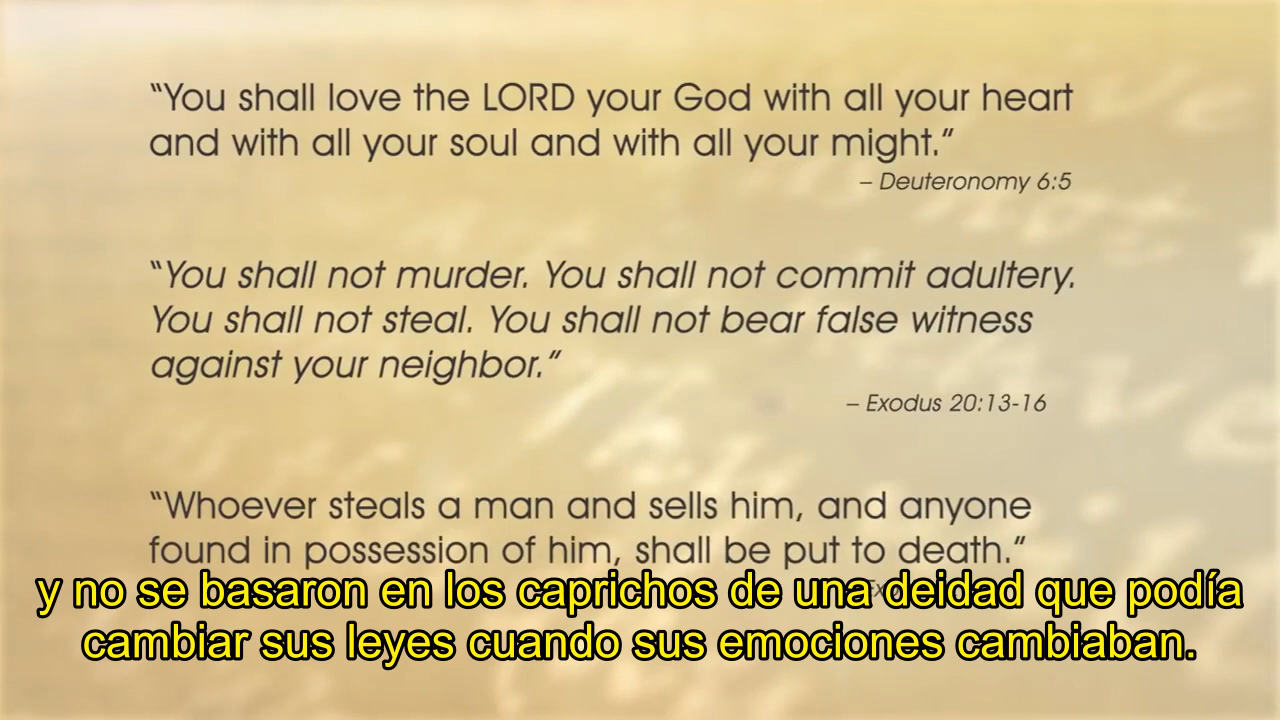 “You shall love the LORD your God with all your heart
and with all your soul and with all your might.”
– Deuteronomy 6:5
“You shall not murder. You shall not commit adultery.
You shall not steal. You shall not bear false witness
against your neighbor.”
– Exodus 20:13-16
“Whoever steals a man and sells him, and anyone
found in possession of him, shall be put to death.”
y no se basaron en los caprichos de una deidad que podía
cambiar sus leyes cuando sus emociones cambiaban.